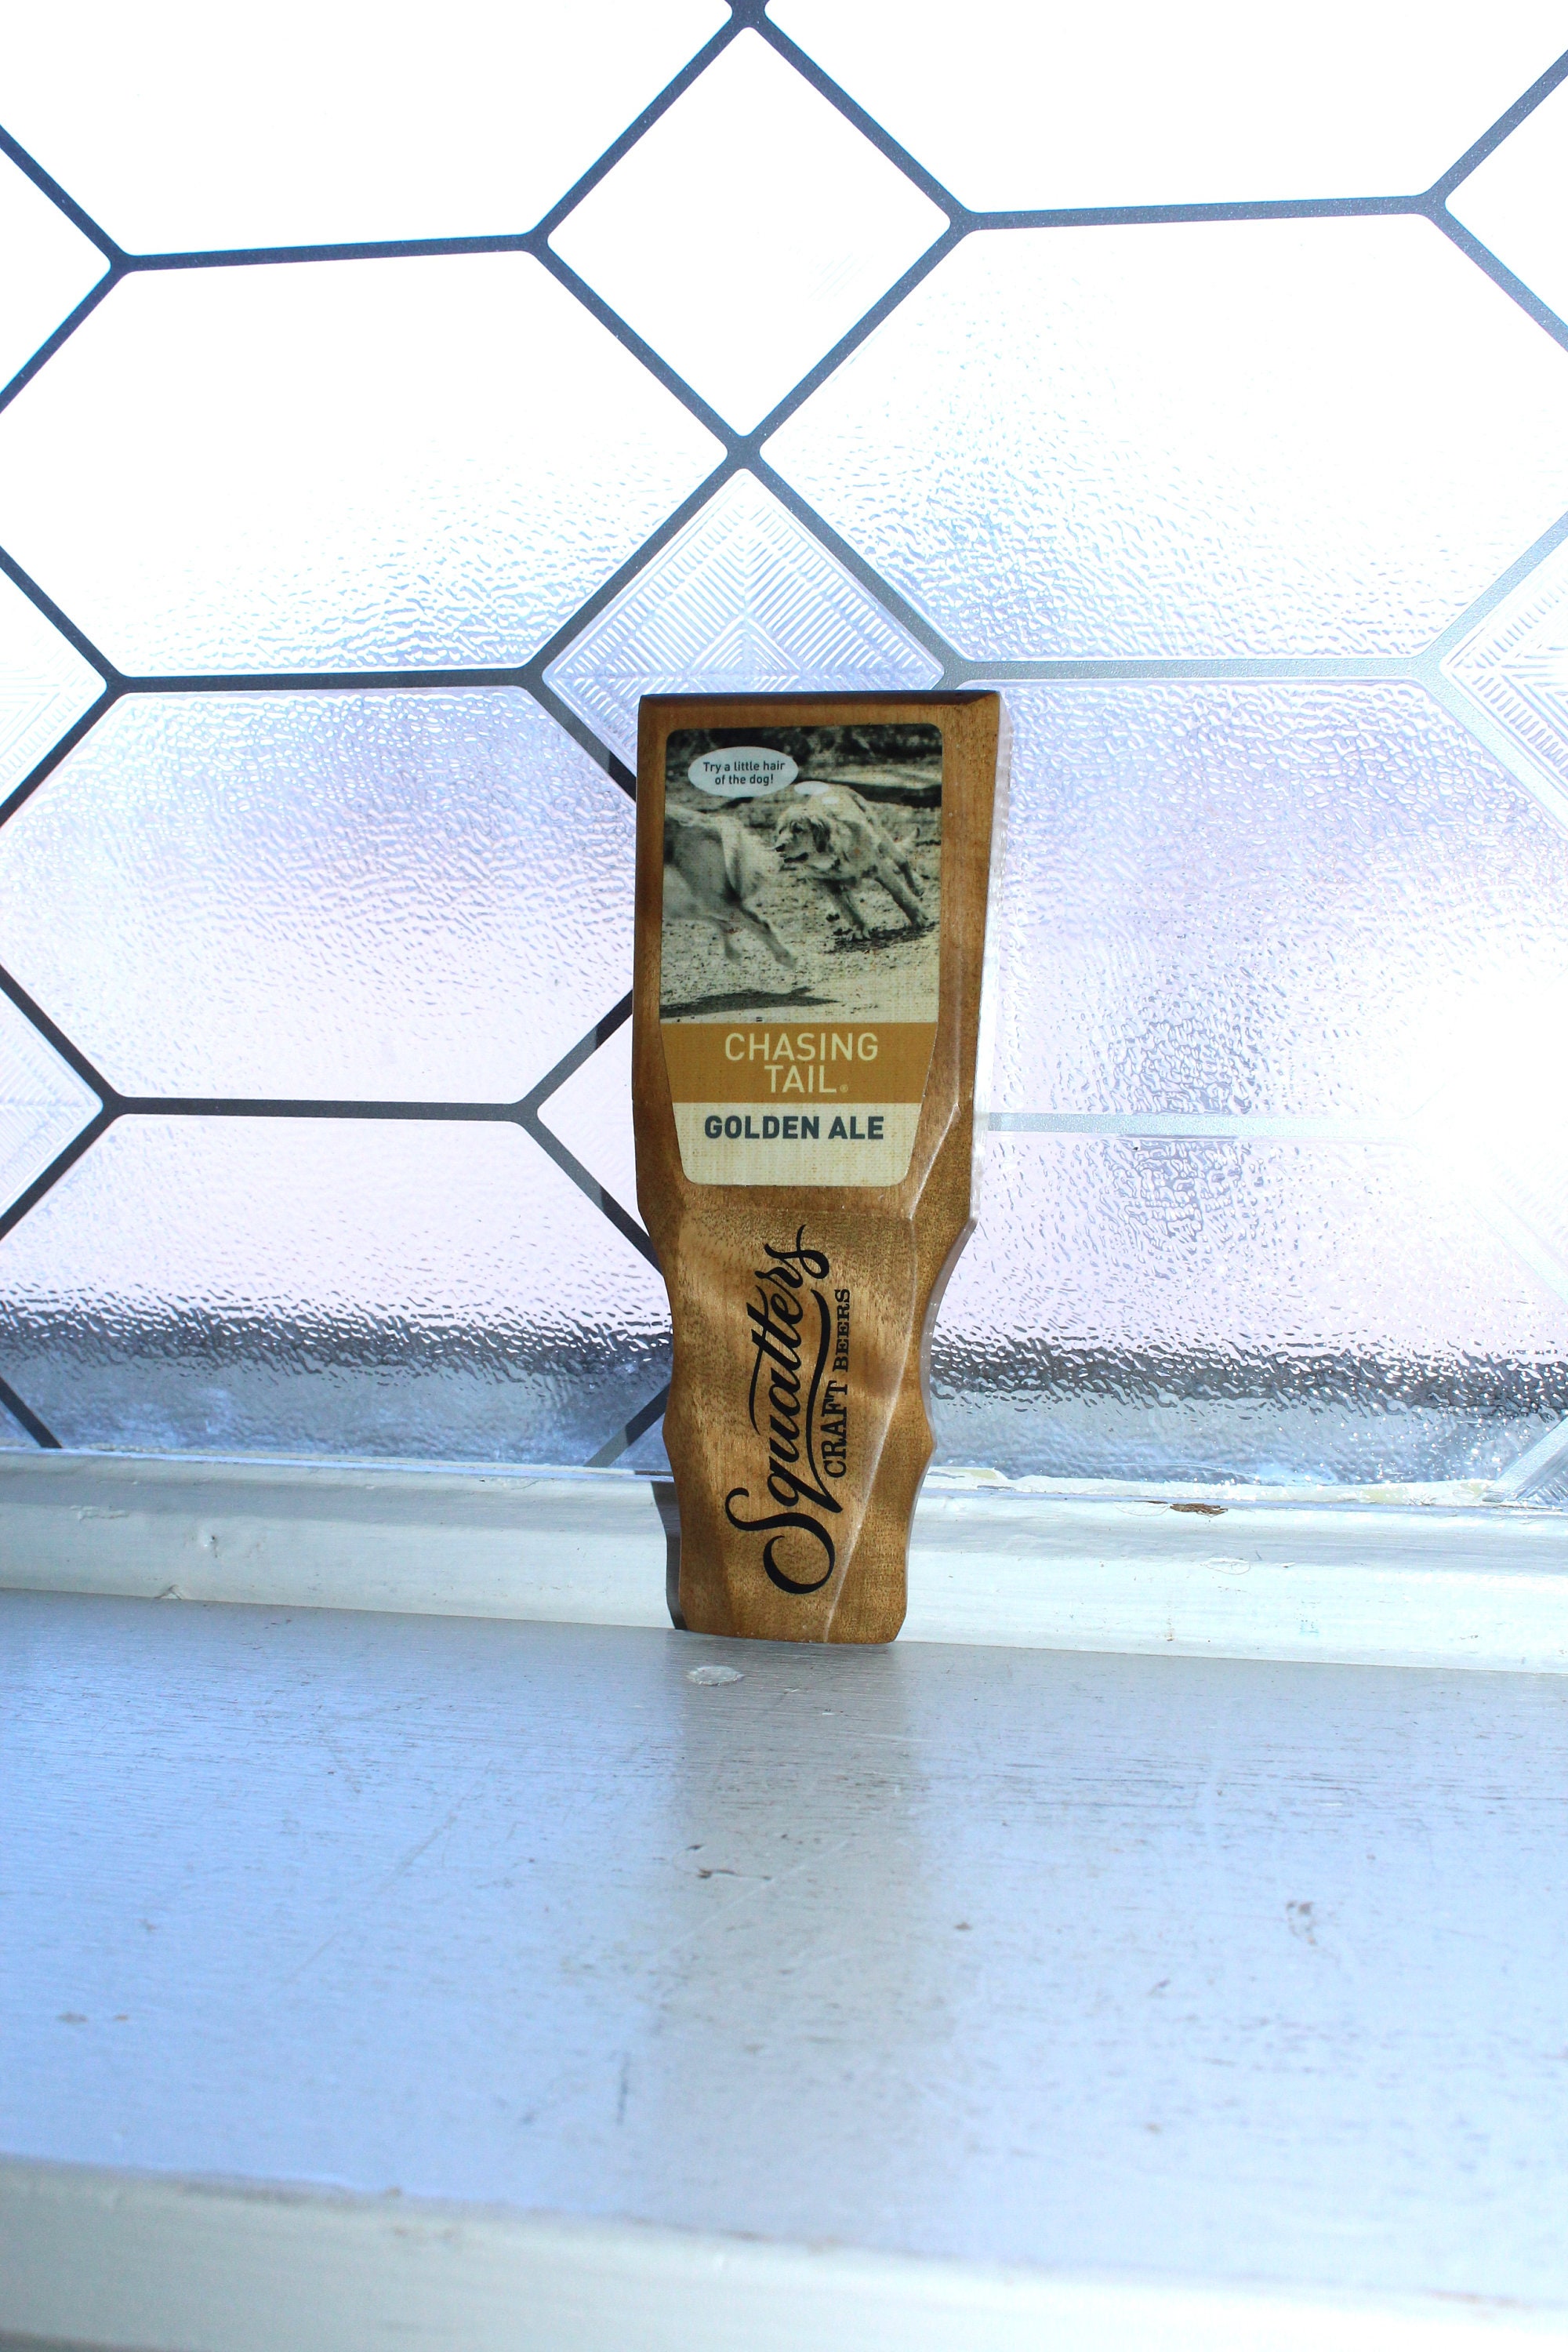 Try a little hair
of the dog!
CHASING
TAIL®
GOLDEN ALE
Squatters
CRAFT BEERS